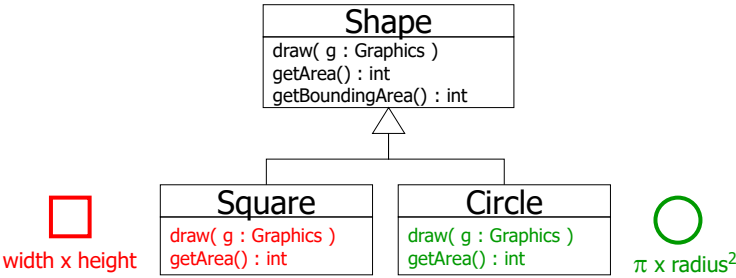 Shape
draw( g : Graphics )
getArea() : int
getBoundingArea() : int
Square
draw( g : Graphics )
getArea() : int
width x height
Circle
draw( g : Graphics )
getArea() : int
π x radius²